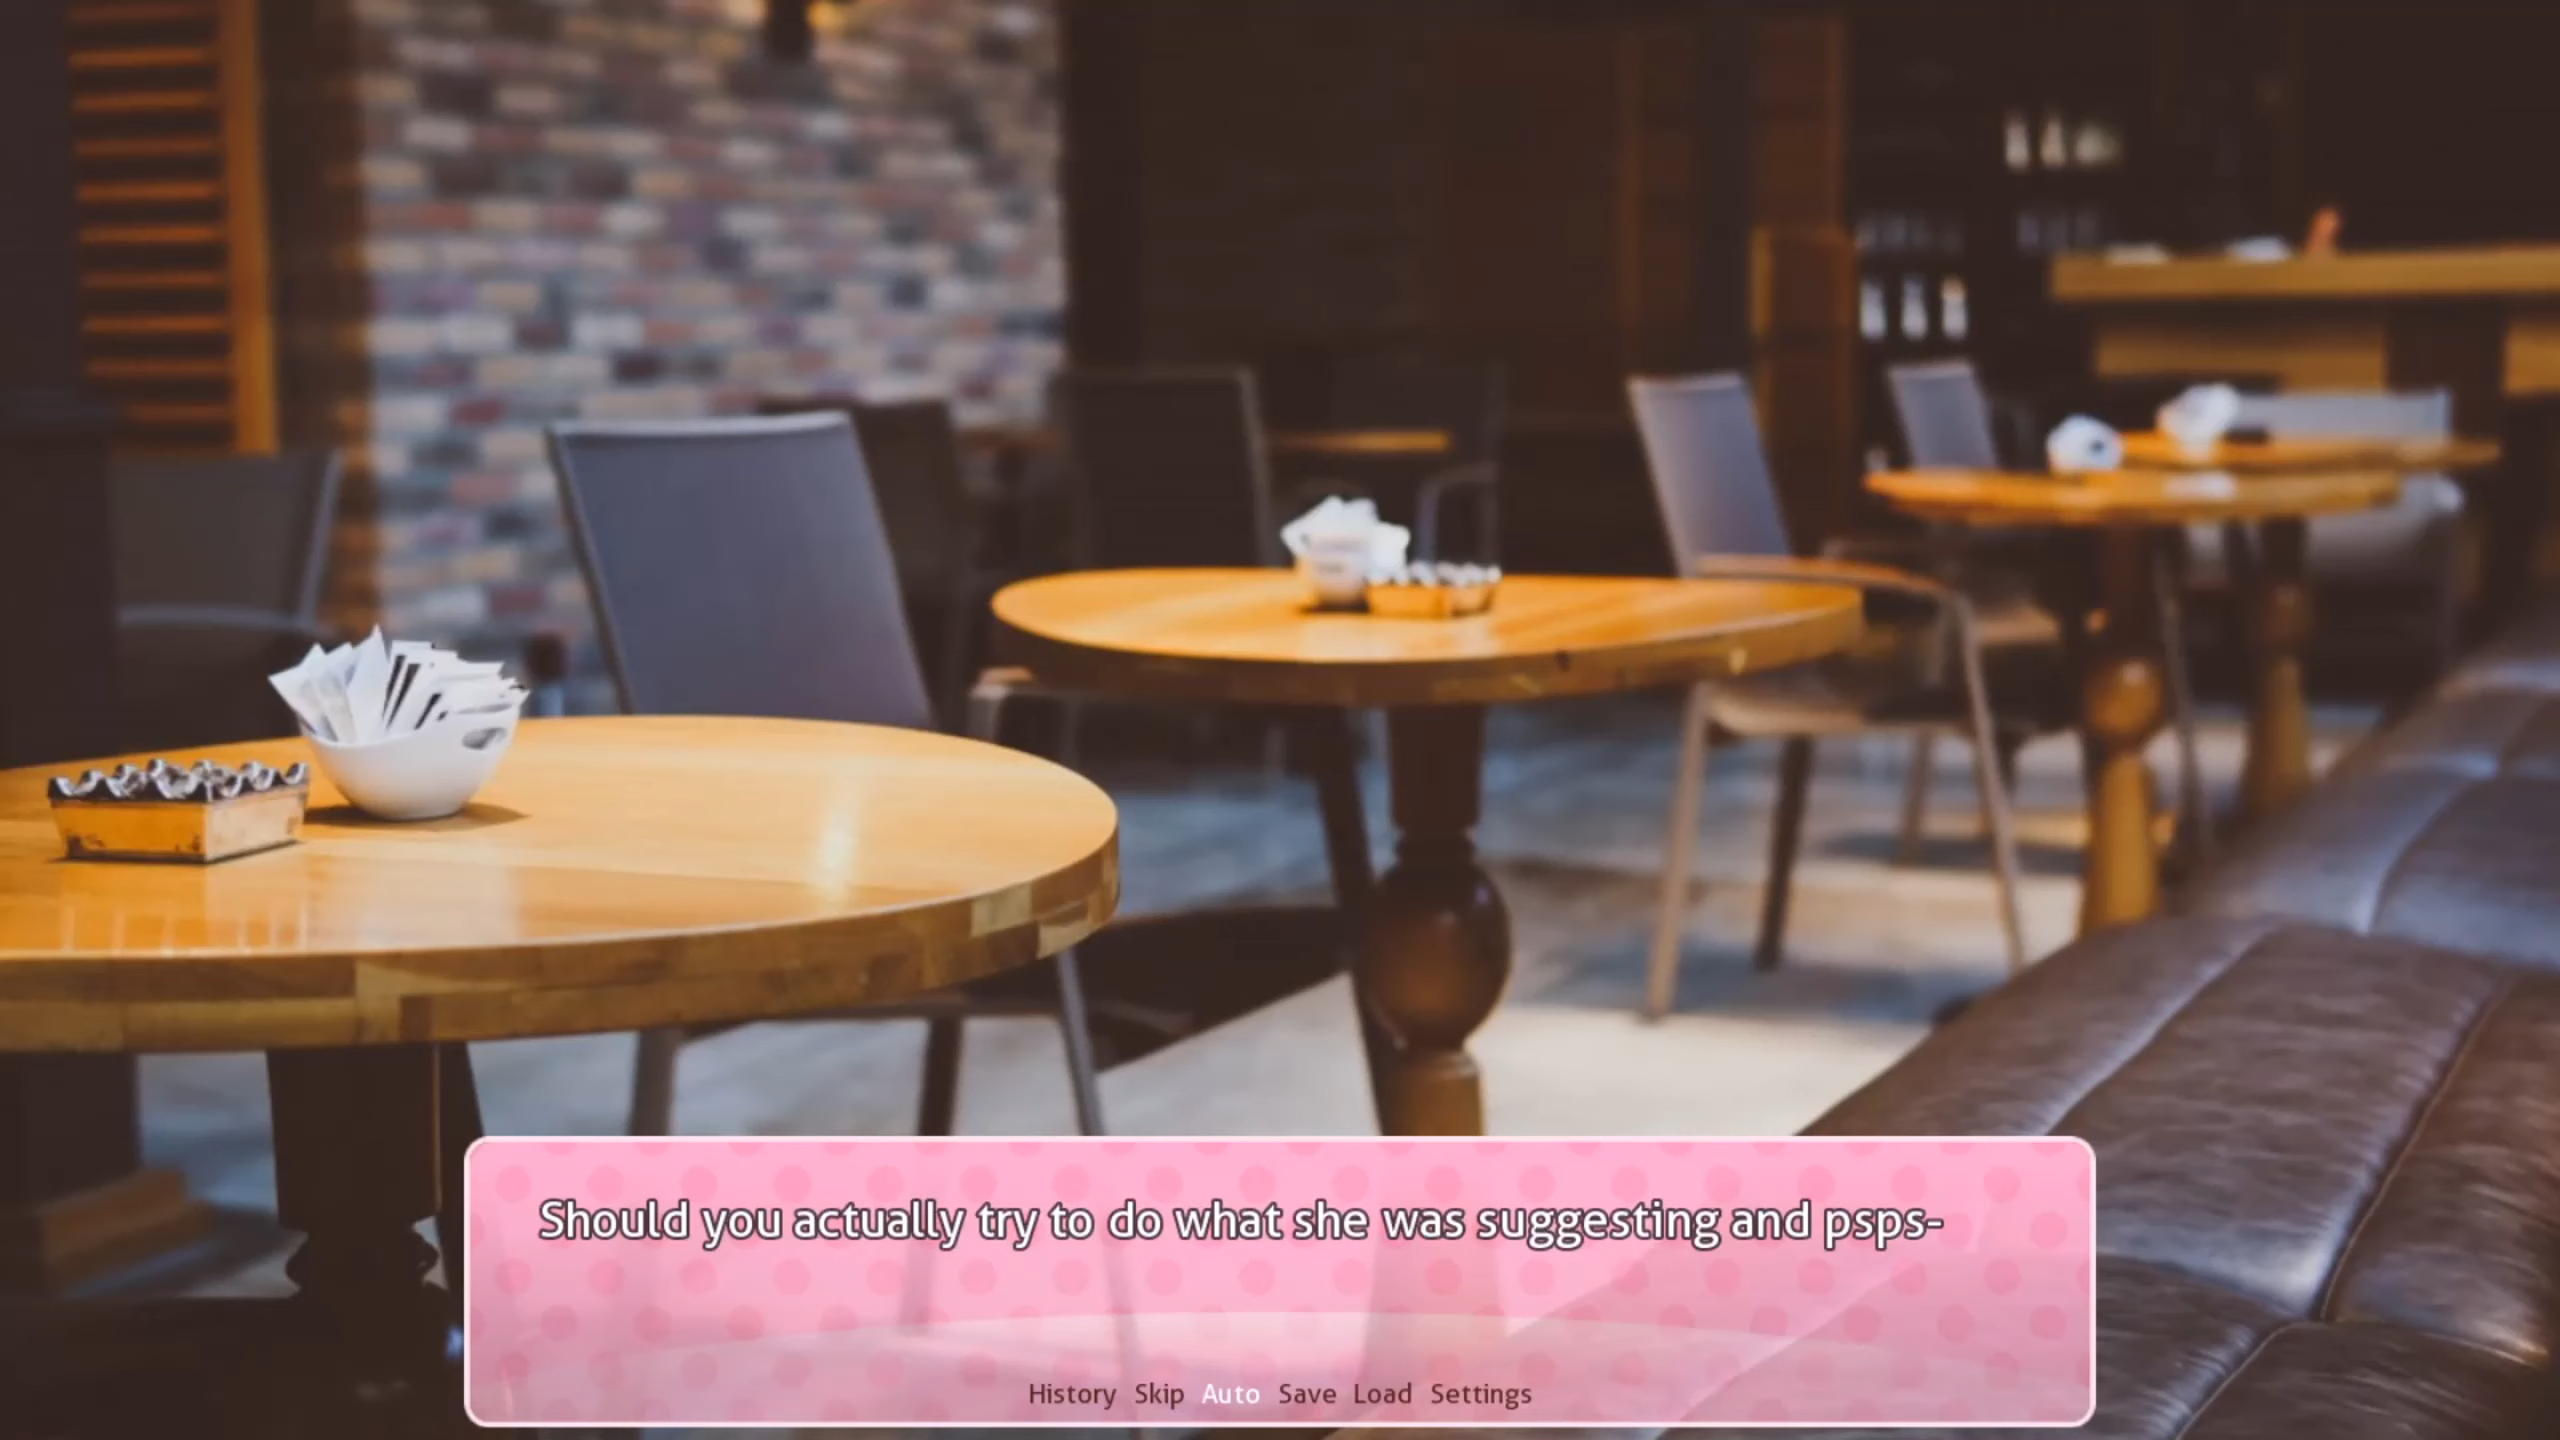 Should you actually try to do what she was suggesting and psps-
History Skip Auto Save Load Settings